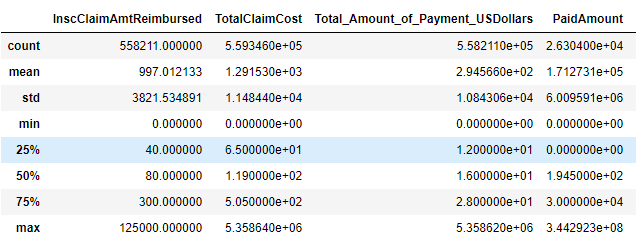 InscClaimAmtReimbursed TotalClaimCost Total_Amount_of_Payment_USDollars PaidAmount
count 558211.000000 5.593460e+05 5.582110e+05 2.630400e+04
mean 997.012133 1.291530e+03 2.945660e+02 1.712731e+05
std 3821.534891 1.148440e+04 1.084306e+04 6.009591e+06
min 0.000000 0.000000e+00 0.000000e+00 0.000000e+00
25% 40.000000 6.500000e+01 1.200000e+01 0.000000e+00
50% 80.000000 1.190000e+02 1.600000e+01 1.945000e+02
75% 300.000000 5.050000e+02 2.800000e+01 3.000000e+04
max 125000.000000 5.358640e+06 5.358620e+06 3.442923e+08